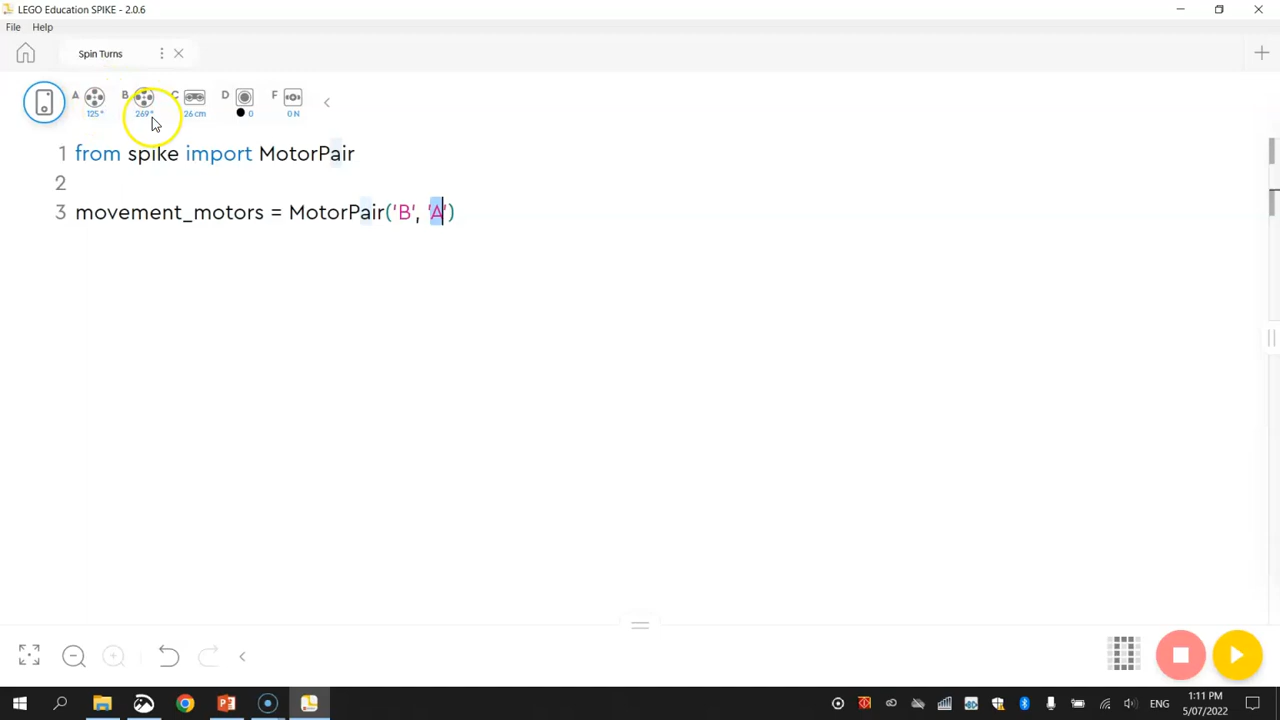 LEGO Education SPIKE - 2.0.6
File Help
Spin Turns
A B C D F
125° 269° 26 cm 0 0 N
1 from spike import MotorPair
2
3 movement_motors = MotorPair('B', 'A')
ENG
1:11 PM
5/07/2022